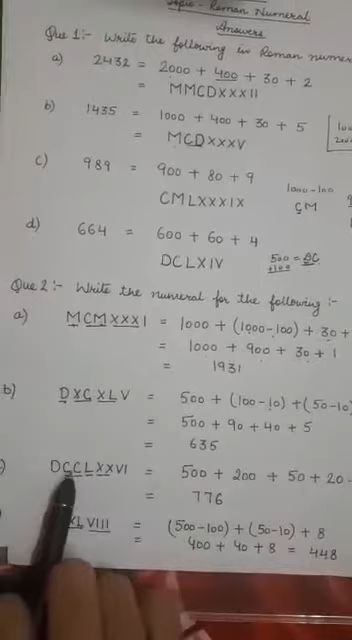 Topic - Roman Numeral
Answers
Que 1:- Write the following in Roman
a) 2432 = 2000 + 400 + 30 + 2
= MMCDXXXII
b) 1435 = 1000 + 400 + 30 + 5
= MCDXXXV
c) 989 = 900 + 80 + 9
1000-100
CMLXXXIX CM
d) 664 = 600 + 60 + 4
500 = DC
+100
DCLXIV
Que 2:- Write the numeral for the following :-
a) MCMXXXI = 1000 + (1000-100) + 30 +
= 1000 + 900 + 30 + 1
= 1931
b) DXCXLV = 500 + (100-10) + (50-10)
= 500 + 90 + 40 + 5
= 635
) DCCLXXVI = 500 + 200 + 50 + 20
= 776
XLVIII = (500-100) + (50-10) + 8
= 400 + 40 + 8 = 448